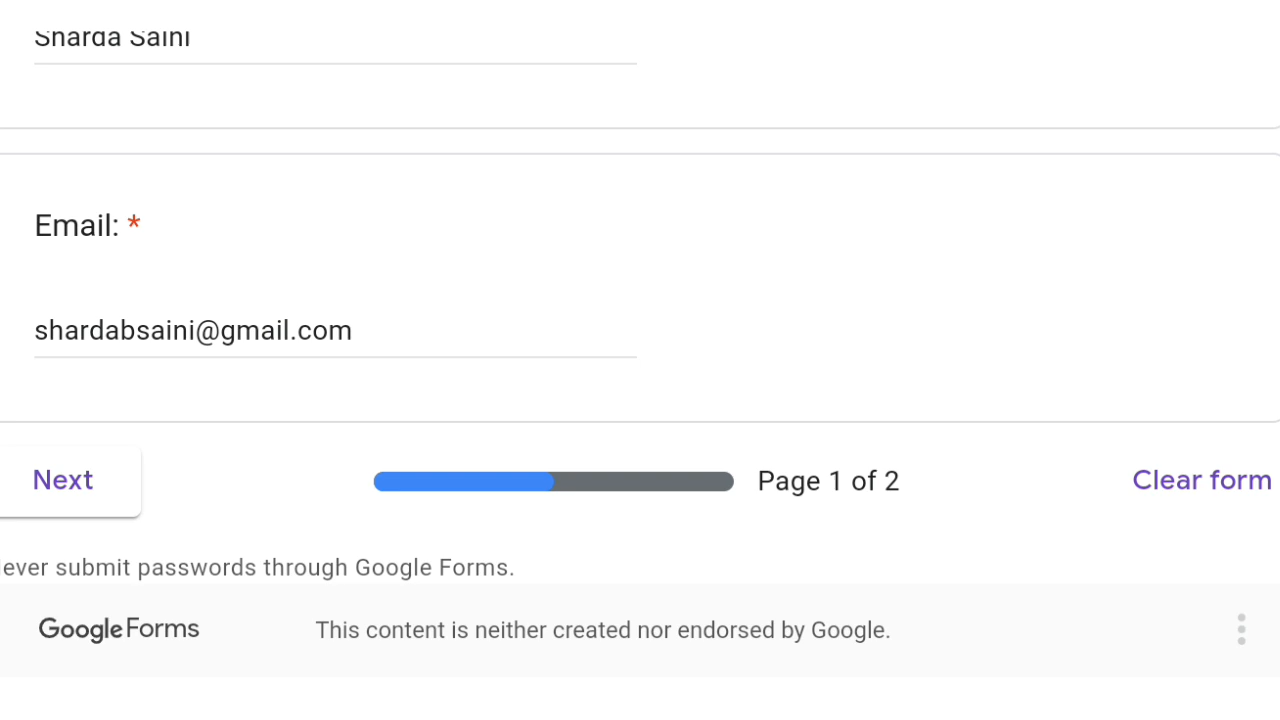 Sharda Saini
Email: *
shardabsaini@gmail.com
Next
Page 1 of 2
Clear form
ever submit passwords through Google Forms.
Google Forms
This content is neither created nor endorsed by Google.